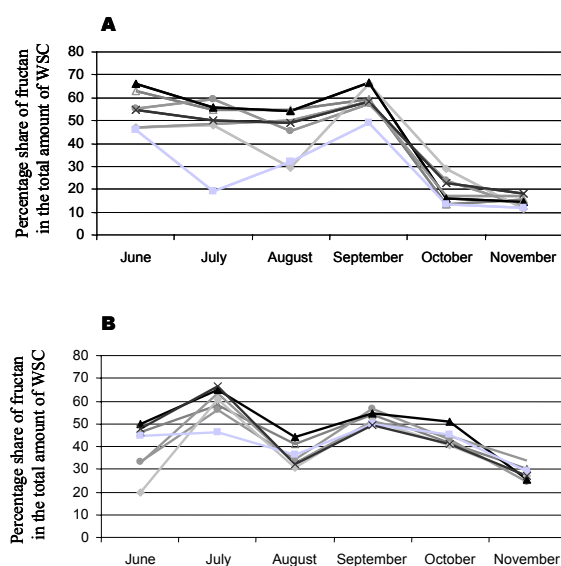 A
Percentage share of fructan
in the total amount of WSC
80
70
60
50
40
30
20
10
0
June July August September October November
B
Percentage share of fructan
in the total amount of WSC
80
70
60
50
40
30
20
10
0
June July August September October November